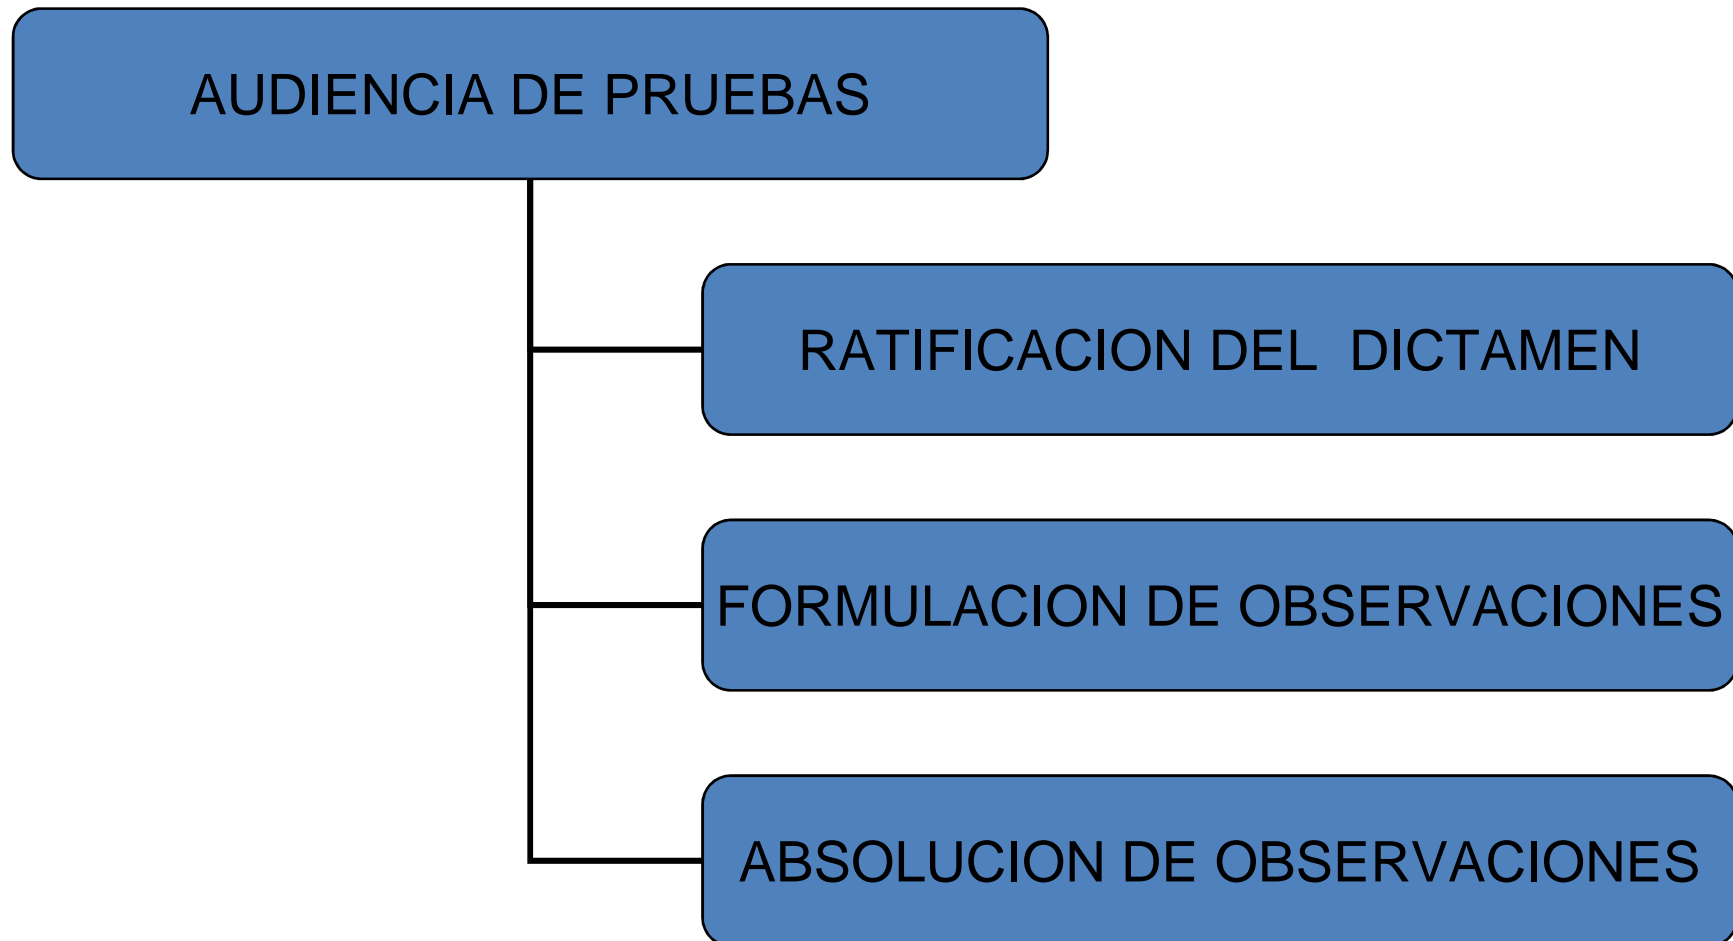 AUDIENCIA DE PRUEBAS
RATIFICACION DEL  DICTAMEN
FORMULACION DE OBSERVACIONES
ABSOLUCION DE OBSERVACIONES